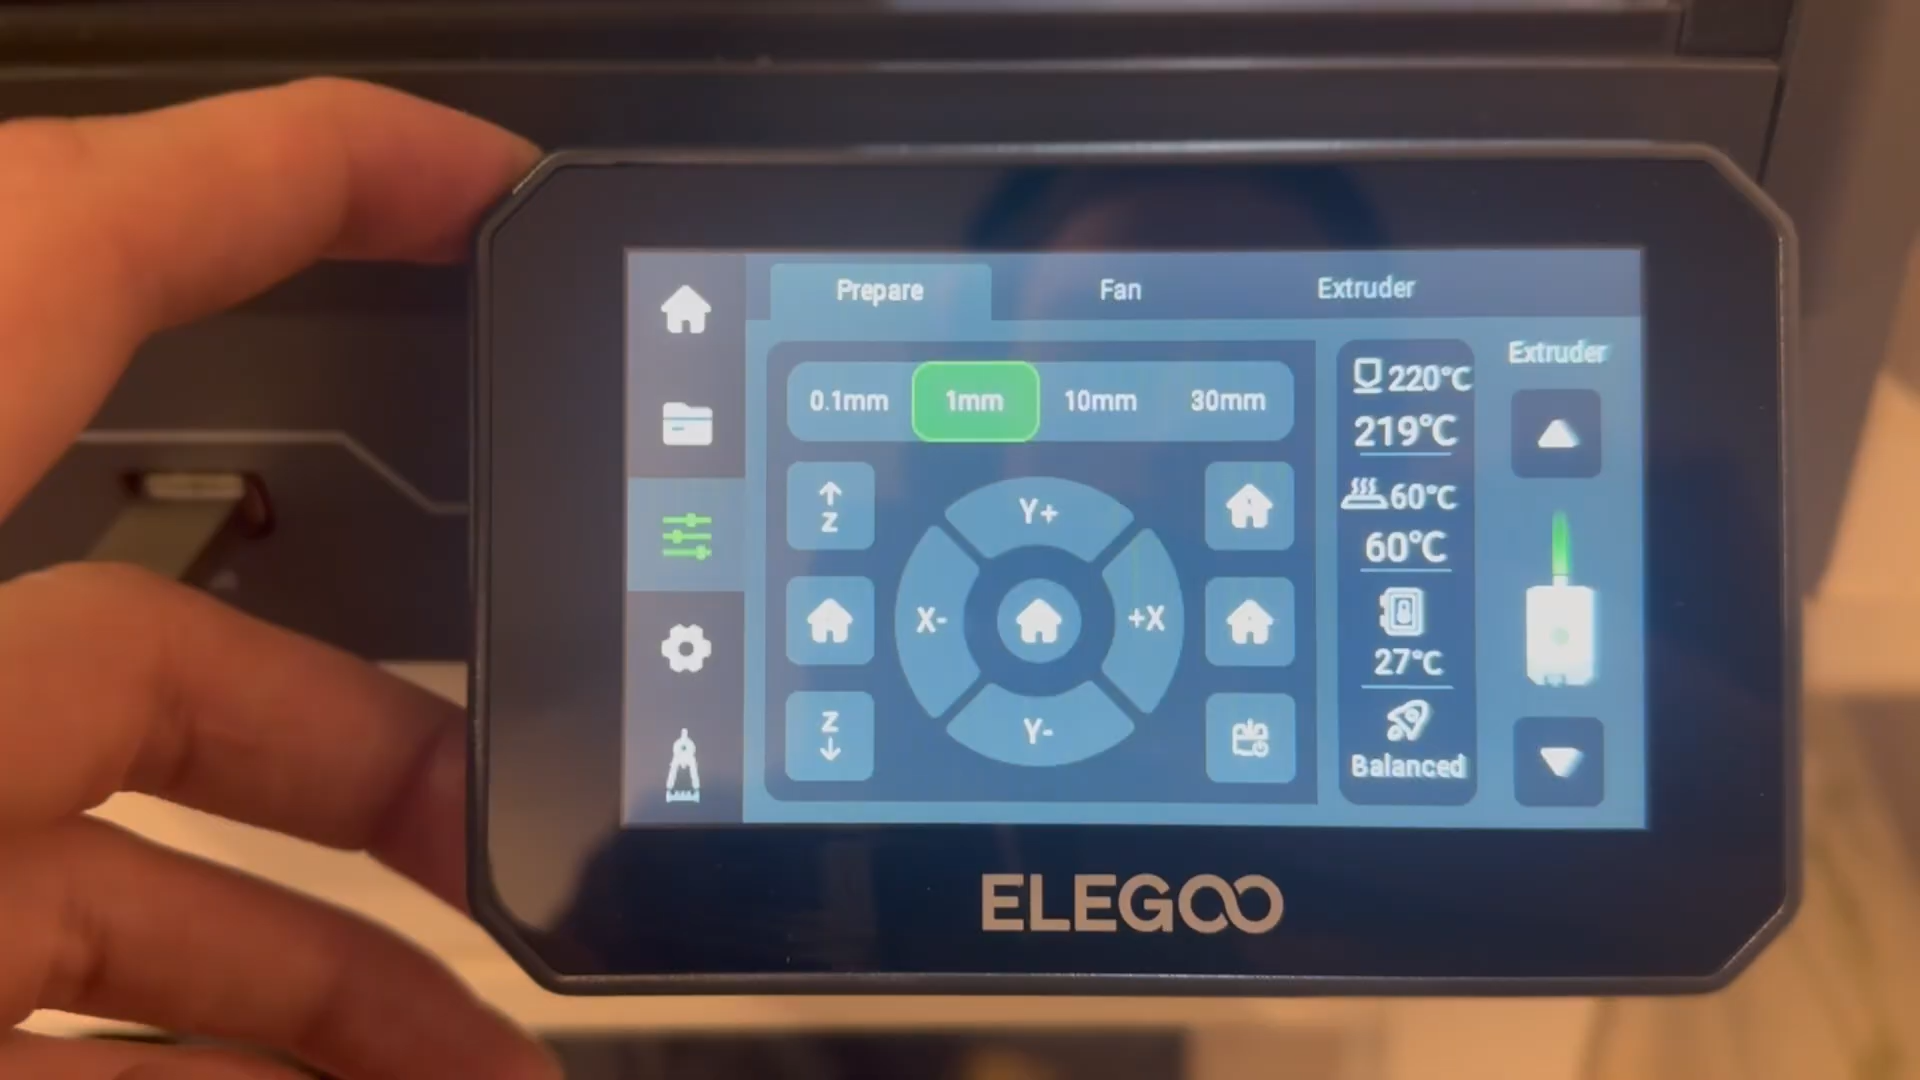 Prepare
Fan
Extruder
0.1mm
1mm
10mm
30mm
Z
Z
Y+
X-
+X
Y-
220°C
219°C
60°C
60°C
27°C
Balanced
Extruder
ELEGOO